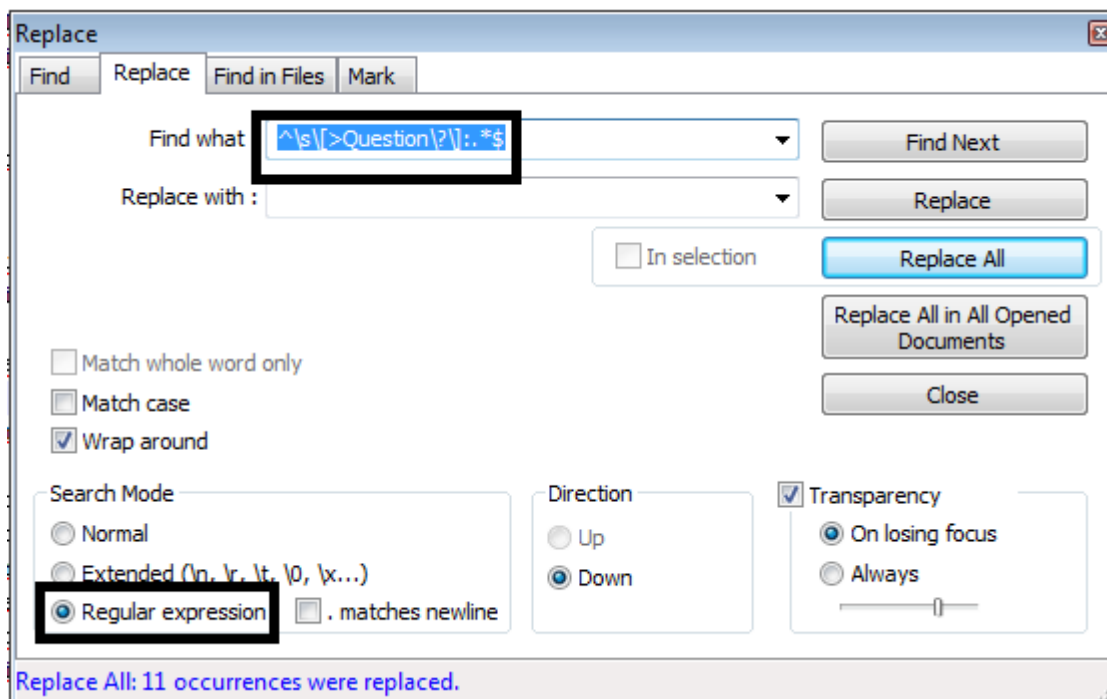 Replace
Find Replace Find in Files Mark
Find what ^\s\[>Question\?\]:.*$ Find Next
Replace with : Replace
In selection Replace All
Replace All in All Opened
Documents
Match whole word only
Close
Match case
Wrap around
Search Mode Direction Transparency
Normal Up On losing focus
Extended (\n, \r, \t, \0, \x...) Down Always
Regular expression . matches newline
Replace All: 11 occurrences were replaced.